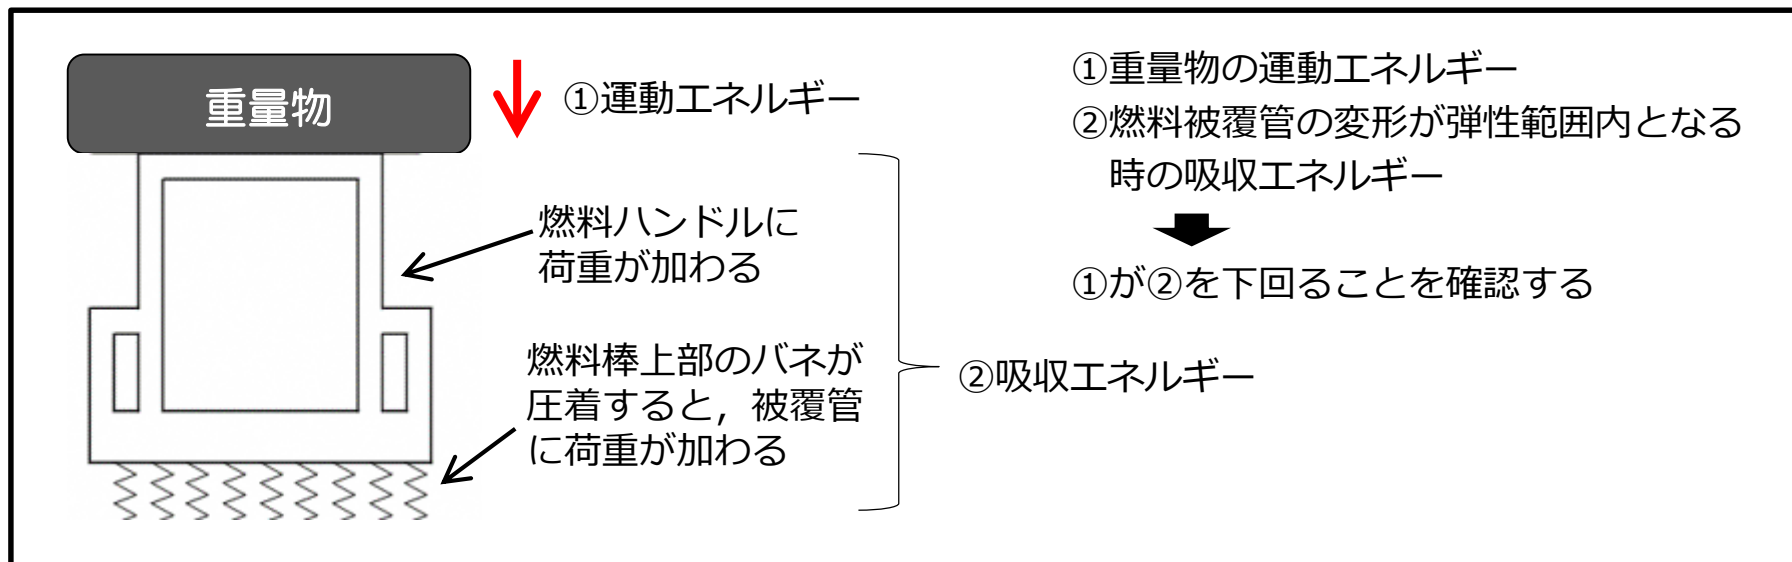 重量物
①運動エネルギー
燃料ハンドルに
荷重が加わる
燃料棒上部のバネが
圧着すると，被覆管
に荷重が加わる
②吸収エネルギー
①重量物の運動エネルギー
②燃料被覆管の変形が弾性範囲内となる
時の吸収エネルギー
①が②を下回ることを確認する